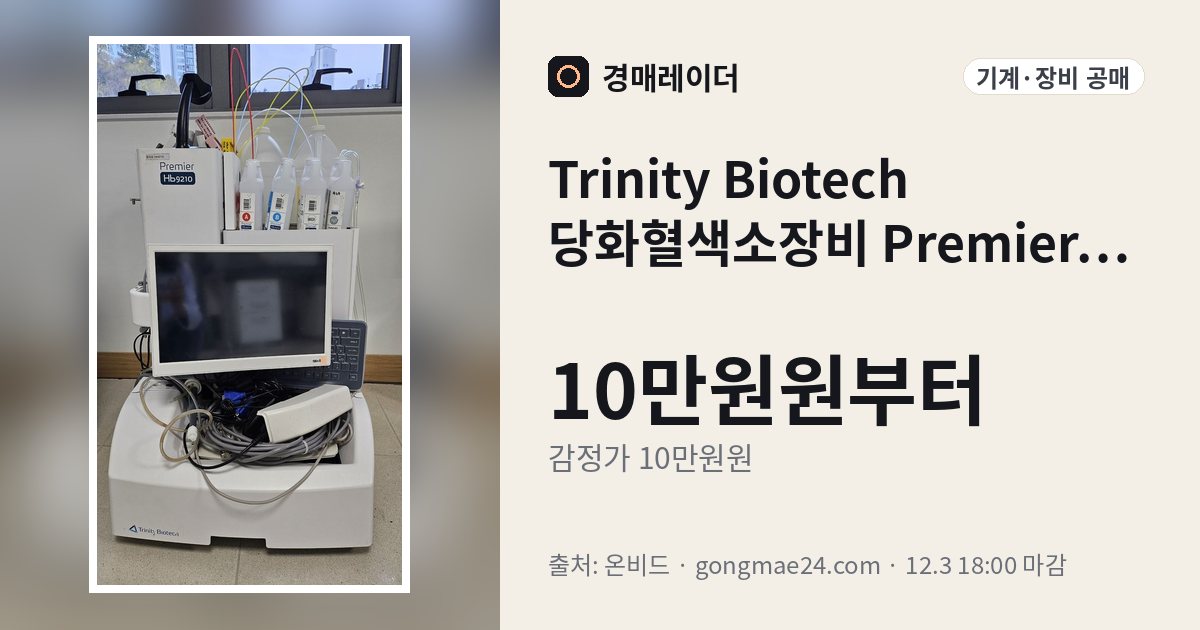 경매레이더
기계·장비 공매
Trinity Biotech
당화혈색소장비 Premier...
10만원원부터
감정가 10만원원
출처: 온비드 · gongmae24.com · 12.3 18:00 마감
Premier
Hb9210
Trinity Biotech